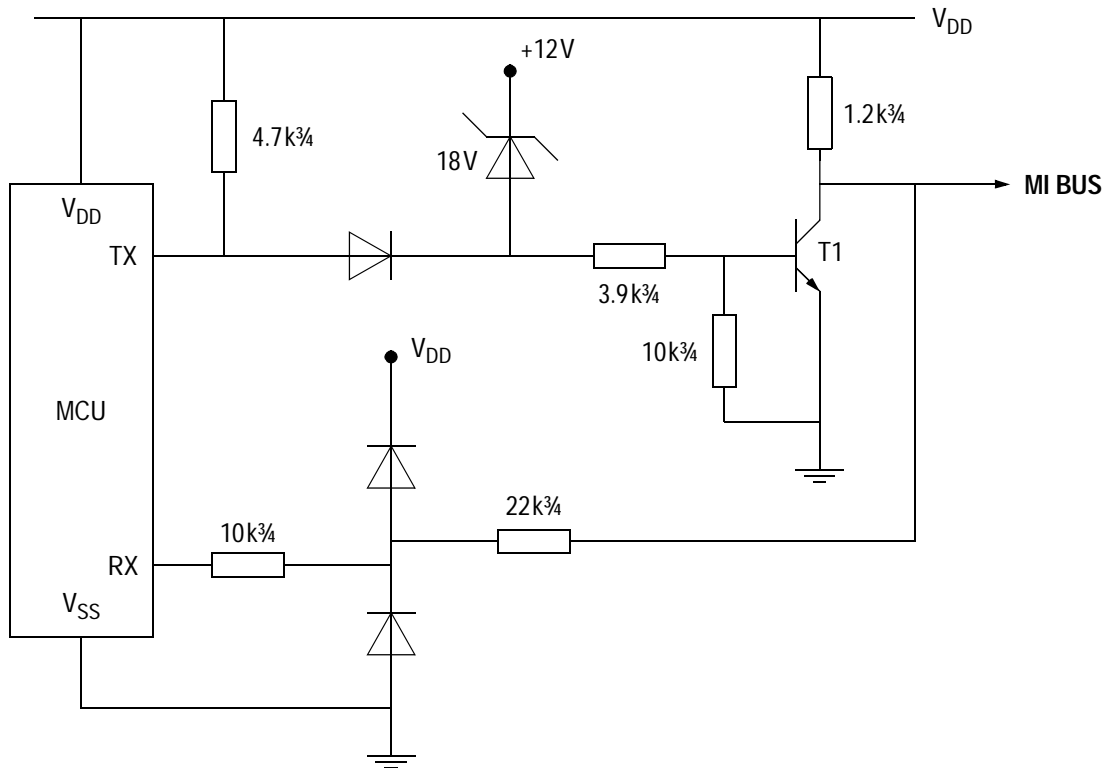 V_DD
+12V
4.7k¾
1.2k¾
18V
MI BUS
V_DD
TX
T1
3.9k¾
V_DD
10k¾
MCU
22k¾
10k¾
RX
V_SS